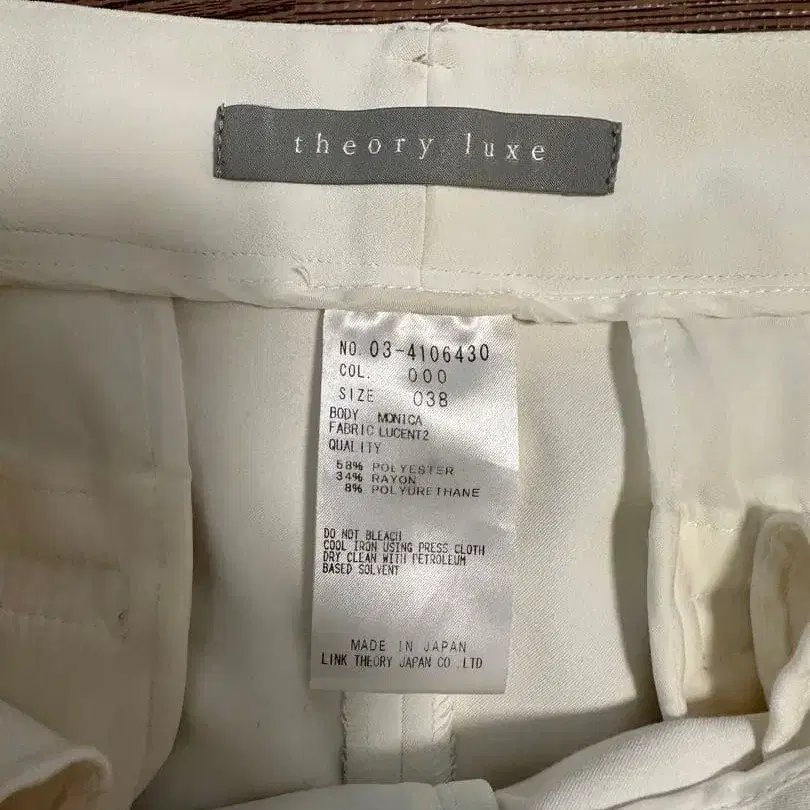 theory luxe
NO. 03-4106430
COL. 000
SIZE 038
BODY MONICA
FABRIC LUCENT2
QUALITY
58% POLYESTER
34% RAYON
8% POLYURETHANE
DO NOT BLEACH
COOL IRON USING PRESS CLOTH
DRY CLEAN WITH PETROLEUM
BASED SOLVENT
MADE IN JAPAN
LINK THEORY JAPAN CO.,LTD